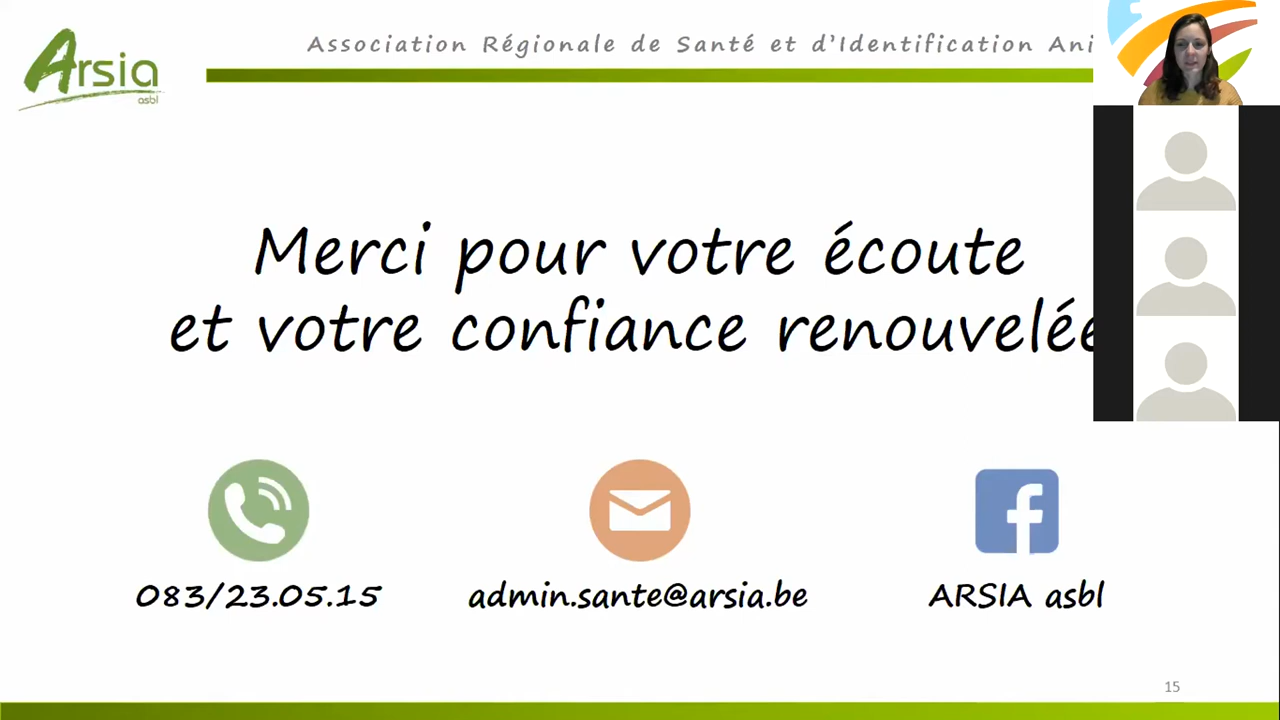 Arsia
asbl
Association Régionale de Santé et d'Identification Ani
Merci pour votre écoute
et votre confiance renouvelée
083/23.05.15
admin.sante@arsia.be
ARSIA asbl
15